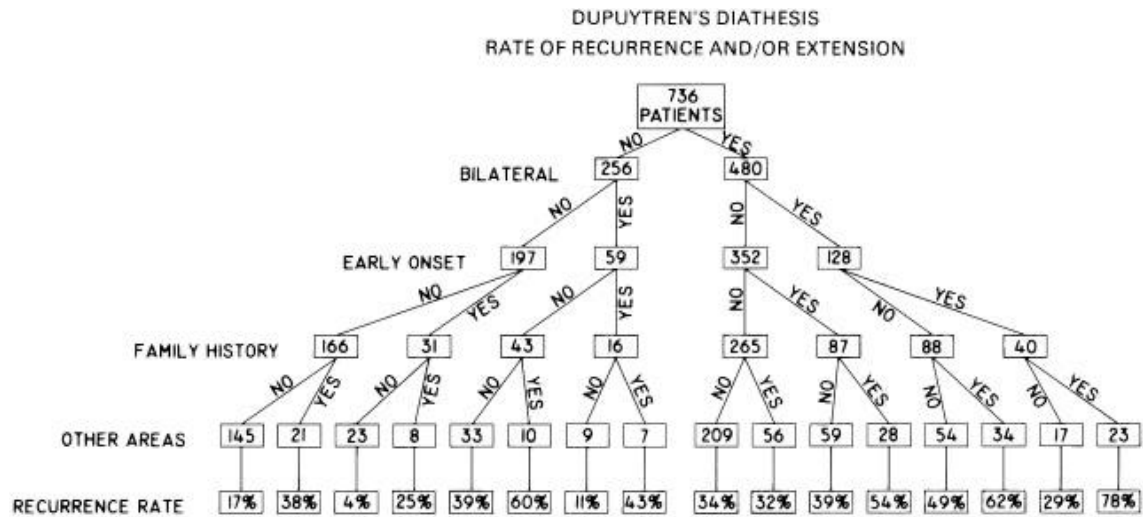 DUPUYTREN'S DIATHESIS
RATE OF RECURRENCE AND/OR EXTENSION
736
PATIENTS
NO YES
BILATERAL 256 480
NO YES NO YES
EARLY ONSET 197 59 352 128
NO YES NO YES NO YES NO YES
FAMILY HISTORY 166 31 43 16 265 87 88 40
NO YES NO YES NO YES NO YES NO YES NO YES NO YES NO YES
OTHER AREAS 145 21 23 8 33 10 9 7 209 56 59 28 54 34 17 23
RECURRENCE RATE 17% 38% 4% 25% 39% 60% 11% 43% 34% 32% 39% 54% 49% 62% 29% 78%